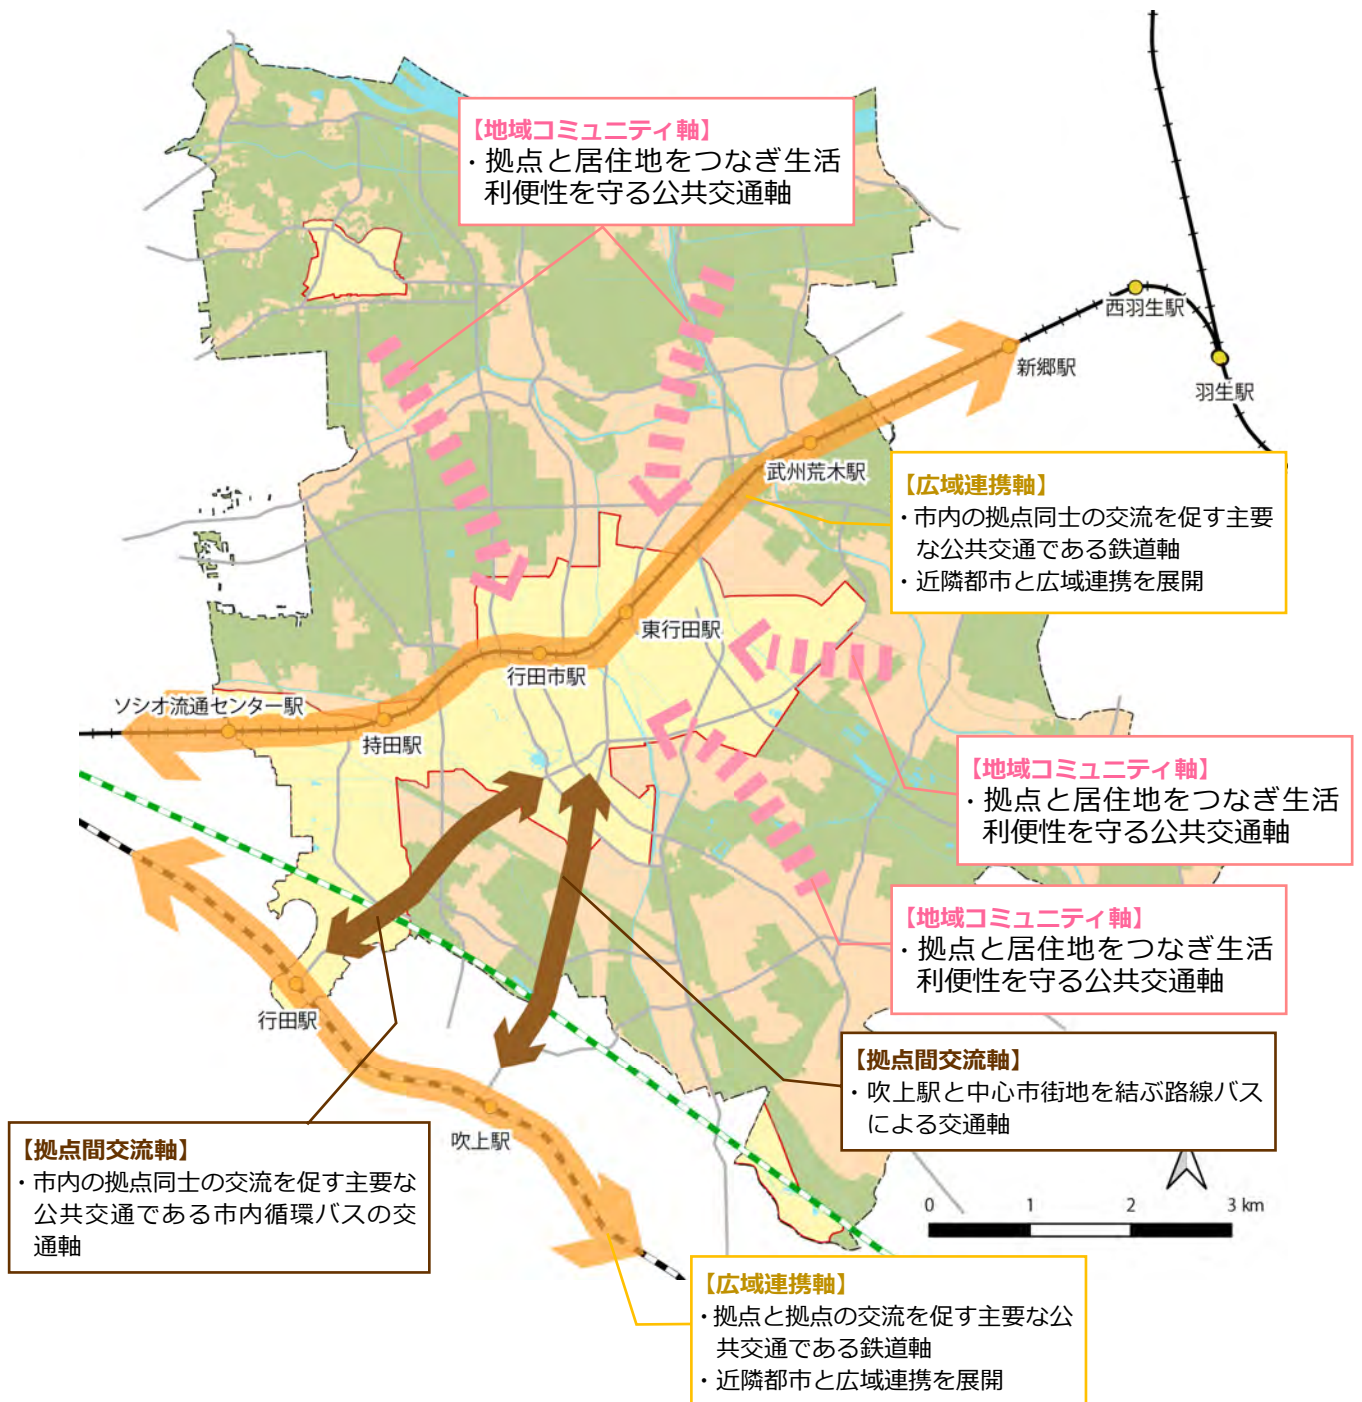 【地域コミュニティ軸】
・拠点と居住地をつなぎ生活
利便性を守る公共交通軸
西羽生駅
新郷駅
羽生駅
武州荒木駅
【広域連携軸】
・市内の拠点同士の交流を促す主要
な公共交通である鉄道軸
・近隣都市と広域連携を展開
東行田駅
行田市駅
ソシオ流通センター駅
持田駅
【地域コミュニティ軸】
・拠点と居住地をつなぎ生活
利便性を守る公共交通軸
【地域コミュニティ軸】
・拠点と居住地をつなぎ生活
利便性を守る公共交通軸
行田駅
【拠点間交流軸】
・吹上駅と中心市街地を結ぶ路線バス
による交通軸
吹上駅
【拠点間交流軸】
・市内の拠点同士の交流を促す主要な
公共交通である市内循環バスの交
通軸
0 1 2 3 km
【広域連携軸】
・拠点と拠点の交流を促す主要な公
共交通である鉄道軸
・近隣都市と広域連携を展開